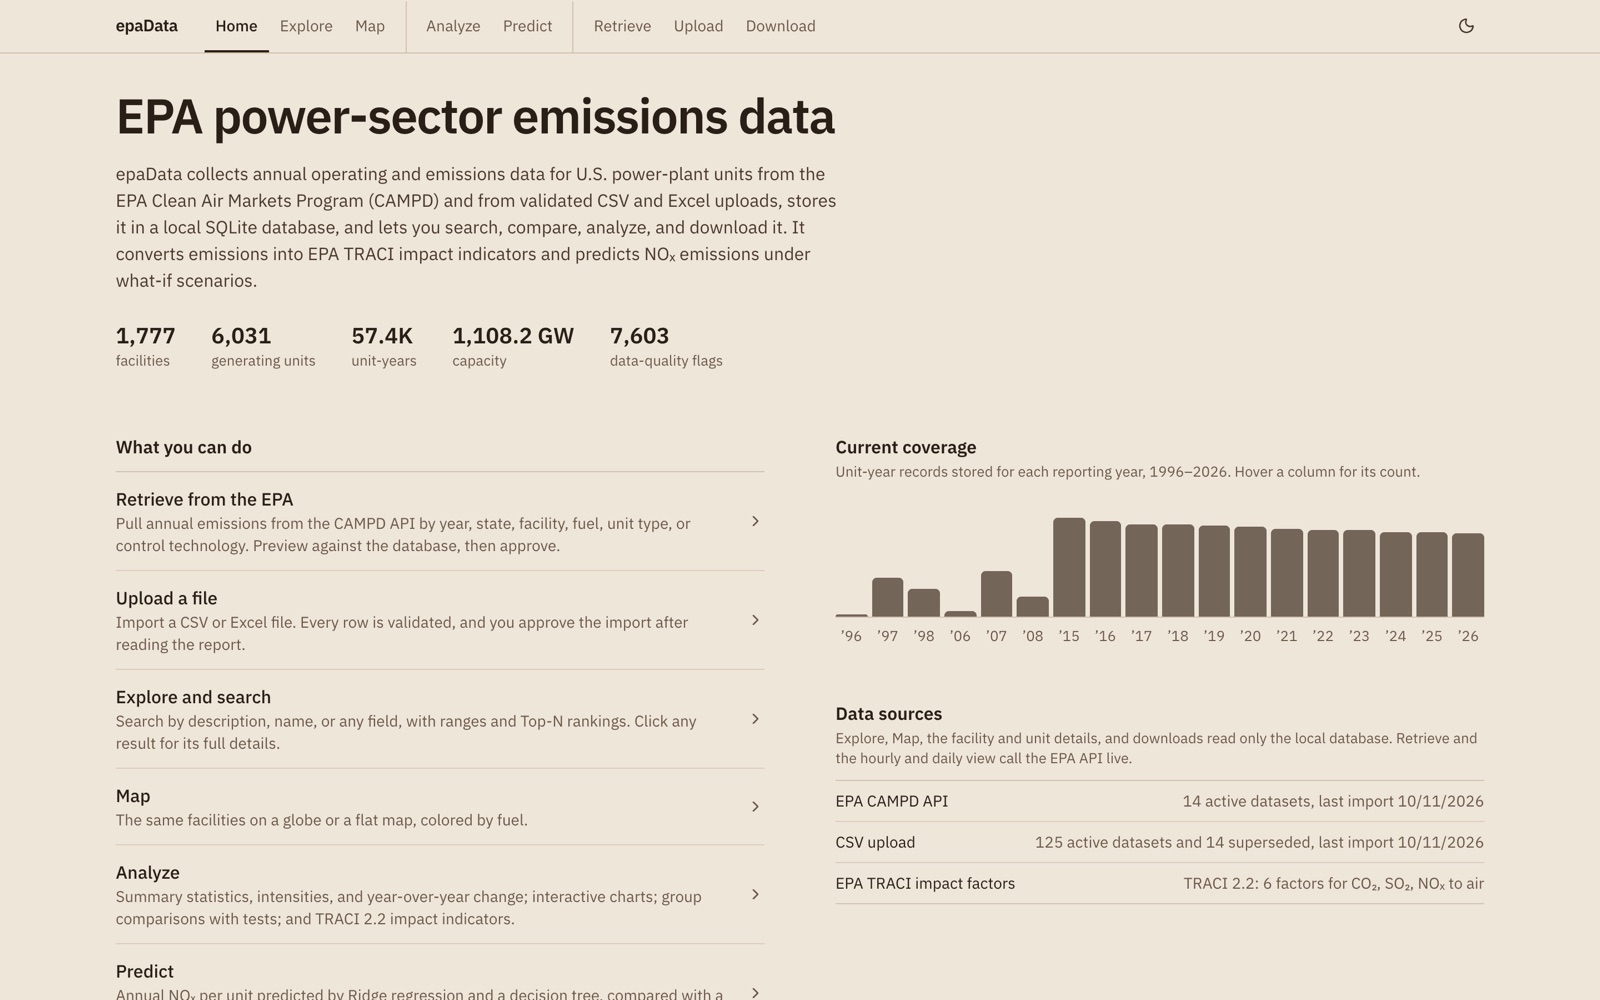 epaData Home Explore Map Analyze Predict Retrieve Upload Download
EPA power-sector emissions data
epaData collects annual operating and emissions data for U.S. power-plant units from the
EPA Clean Air Markets Program (CAMPD) and from validated CSV and Excel uploads, stores
it in a local SQLite database, and lets you search, compare, analyze, and download it. It
converts emissions into EPA TRACI impact indicators and predicts NOₓ emissions under
what-if scenarios.
1,777 6,031 57.4K 1,108.2 GW 7,603
facilities generating units unit-years capacity data-quality flags
What you can do
Retrieve from the EPA
Pull annual emissions from the CAMPD API by year, state, facility, fuel, unit type, or
control technology. Preview against the database, then approve.
Upload a file
Import a CSV or Excel file. Every row is validated, and you approve the import after
reading the report.
Explore and search
Search by description, name, or any field, with ranges and Top-N rankings. Click any
result for its full details.
Map
The same facilities on a globe or a flat map, colored by fuel.
Analyze
Summary statistics, intensities, and year-over-year change; interactive charts; group
comparisons with tests; and TRACI 2.2 impact indicators.
Predict
Annual NOₓ per unit predicted by Ridge regression and a decision tree, compared with a
Current coverage
Unit-year records stored for each reporting year, 1996–2026. Hover a column for its count.
’96 ’97 ’98 ’06 ’07 ’08 ’15 ’16 ’17 ’18 ’19 ’20 ’21 ’22 ’23 ’24 ’25 ’26
Data sources
Explore, Map, the facility and unit details, and downloads read only the local database. Retrieve and
the hourly and daily view call the EPA API live.
EPA CAMPD API 14 active datasets, last import 10/11/2026
CSV upload 125 active datasets and 14 superseded, last import 10/11/2026
EPA TRACI impact factors TRACI 2.2: 6 factors for CO₂, SO₂, NOₓ to air